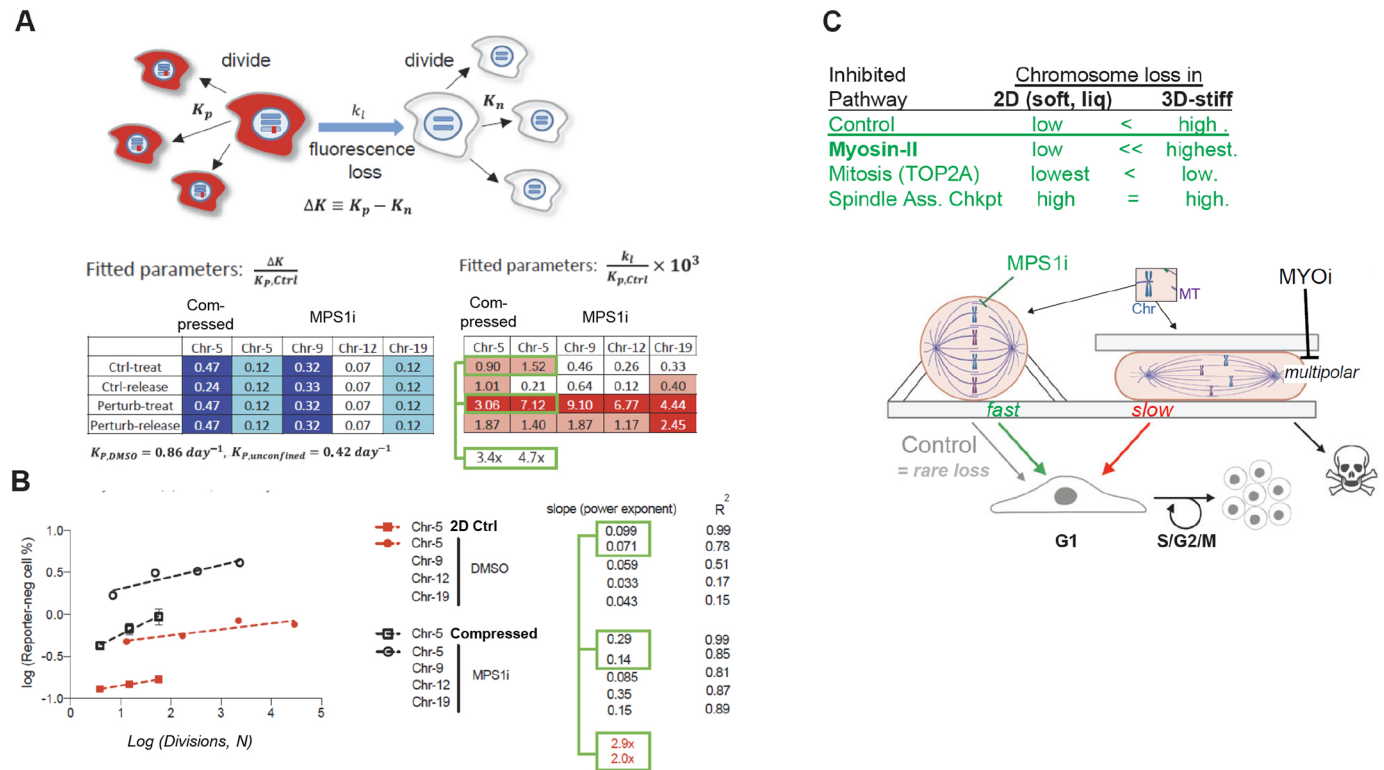 A
divide
divide
K_p
k_l
K_n
fluorescence
loss
ΔK ≡ K_p − K_n
Fitted parameters: ΔK / K_P,Ctrl
Com-
pressed
MPS1i
Chr-5 Chr-5 Chr-9 Chr-12 Chr-19
Ctrl-treat 0.47 0.12 0.32 0.07 0.12
Ctrl-release 0.24 0.12 0.33 0.07 0.12
Perturb-treat 0.47 0.12 0.32 0.07 0.12
Perturb-release 0.47 0.12 0.32 0.07 0.12
K_P,DMSO = 0.86 day⁻¹, K_P,unconfined = 0.42 day⁻¹
Fitted parameters: k_l / K_p,Ctrl × 10³
Com-
pressed
MPS1i
Chr-5 Chr-5 Chr-9 Chr-12 Chr-19
0.90 1.52 0.46 0.26 0.33
1.01 0.21 0.64 0.12 0.40
3.06 7.12 9.10 6.77 4.44
1.87 1.40 1.87 1.17 2.45
3.4x 4.7x
B
log (Reporter-neg cell %)
1.0
0.5
0.0
-0.5
-1.0
0 1 2 3 4 5
Log (Divisions, N)
slope (power exponent) R²
Chr-5 2D Ctrl 0.099 0.99
Chr-5 0.071 0.78
Chr-9 0.059 0.51
DMSO
Chr-12 0.033 0.17
Chr-19 0.043 0.15
Chr-5 Compressed 0.29 0.99
Chr-5 0.14 0.85
Chr-9 0.085 0.81
MPS1i
Chr-12 0.35 0.87
Chr-19 0.15 0.89
2.9x
2.0x
C
Inhibited Chromosome loss in
Pathway 2D (soft, liq) 3D-stiff
Control low < high .
Myosin-II low << highest.
Mitosis (TOP2A) lowest < low.
Spindle Ass. Chkpt high = high.
MPS1i
MT
Chr
MYOi
multipolar
fast
slow
Control
= rare loss
G1
S/G2/M